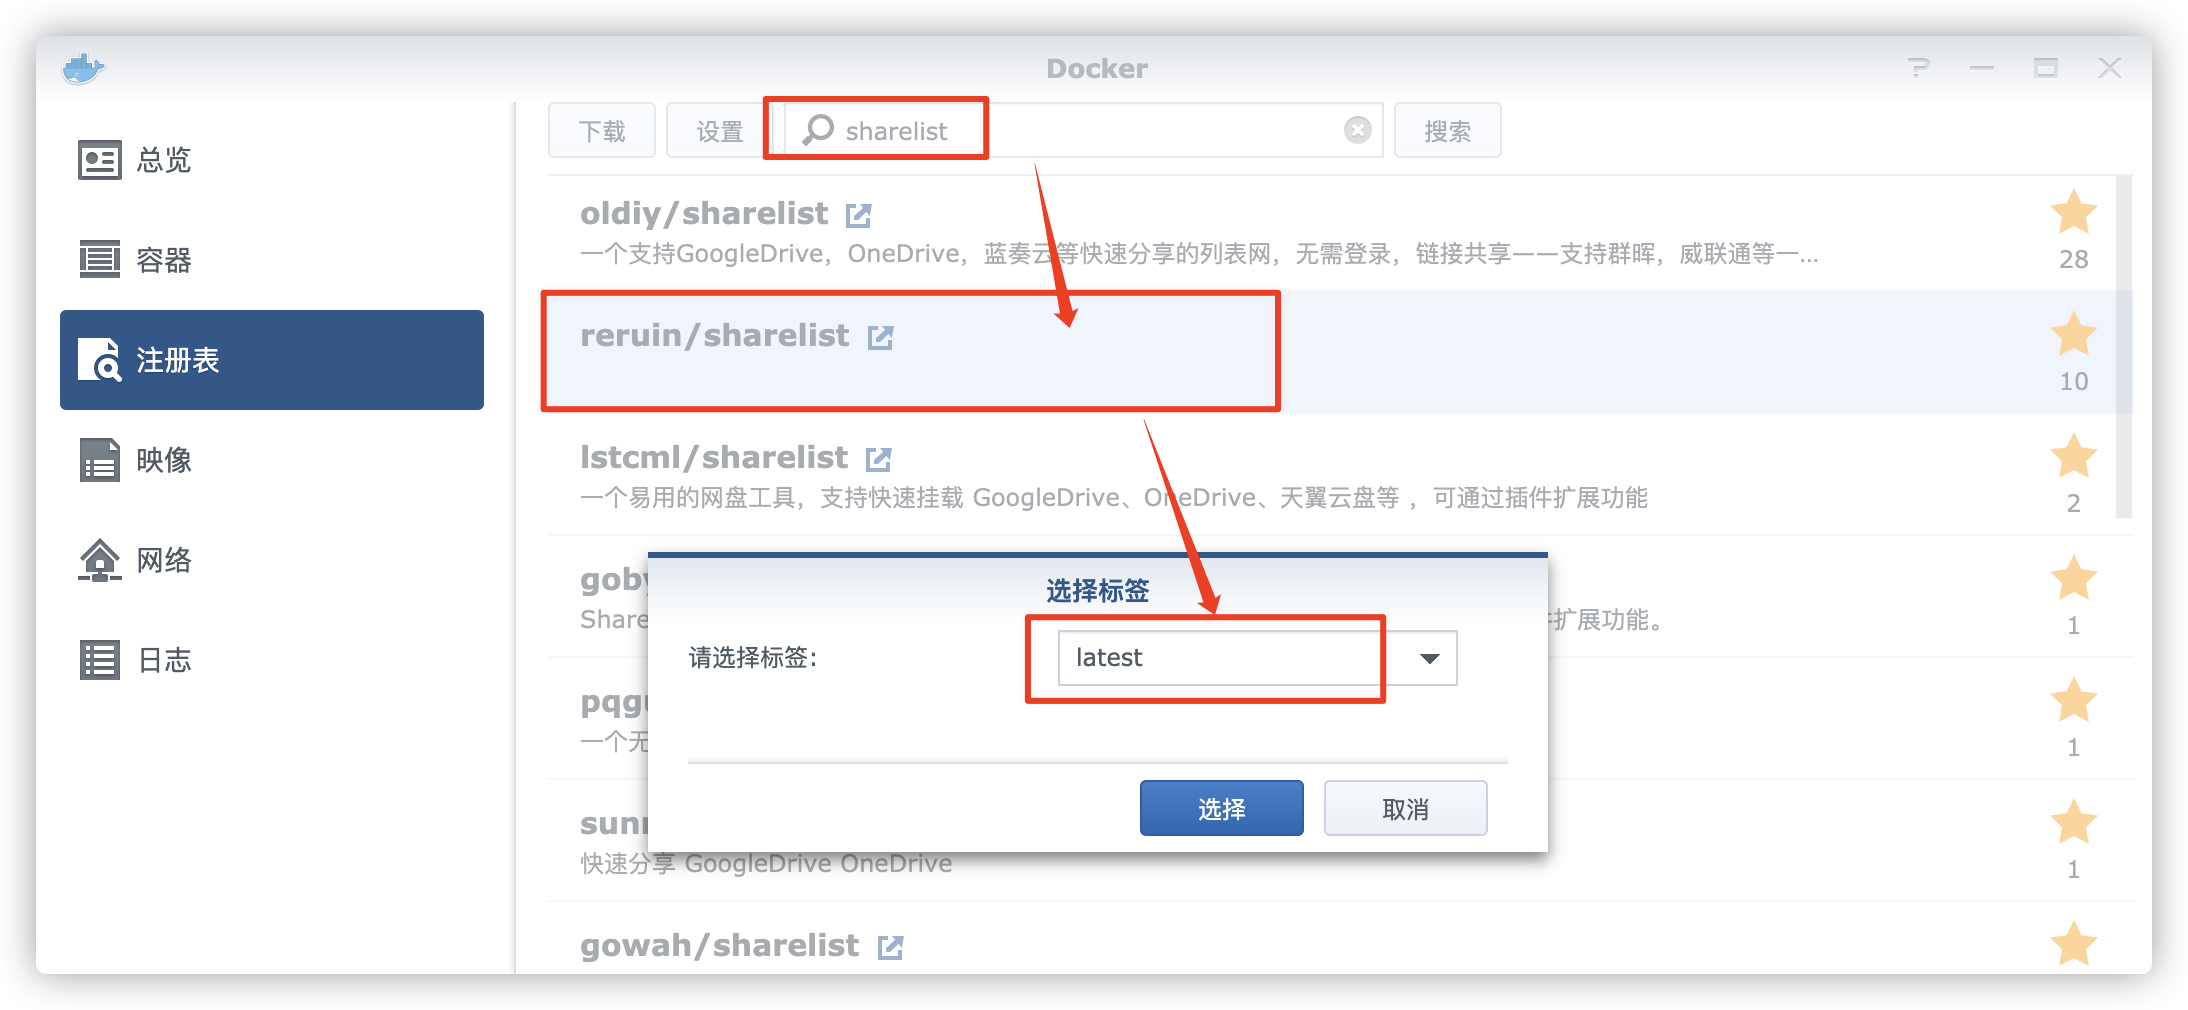 Docker
总览
容器
注册表
映像
网络
日志
下载 设置 sharelist 搜索
oldiy/sharelist
一个支持GoogleDrive，OneDrive，蓝奏云等快速分享的列表网，无需登录，链接共享——支持群晖，威联通等一...
28
reruin/sharelist
10
lstcml/sharelist
一个易用的网盘工具，支持快速挂载 GoogleDrive、OneDrive、天翼云盘等 ，可通过插件扩展功能
2
Share
扩展功能。
1
一个无
1
快速分享 GoogleDrive OneDrive
1
gowah/sharelist
选择标签
请选择标签:
latest
选择 取消